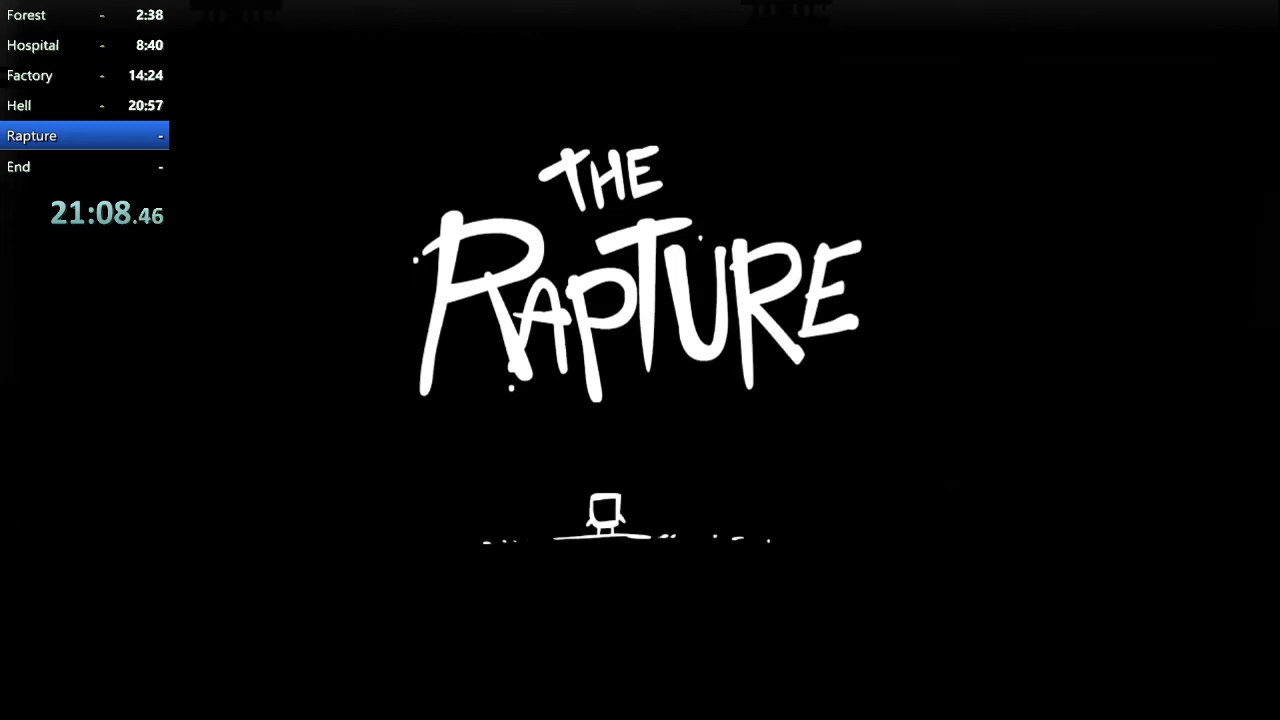 Forest - 2:38
Hospital - 8:40
Factory - 14:24
Hell - 20:57
Rapture -
End -
21:08.46
THE
RAPTURE